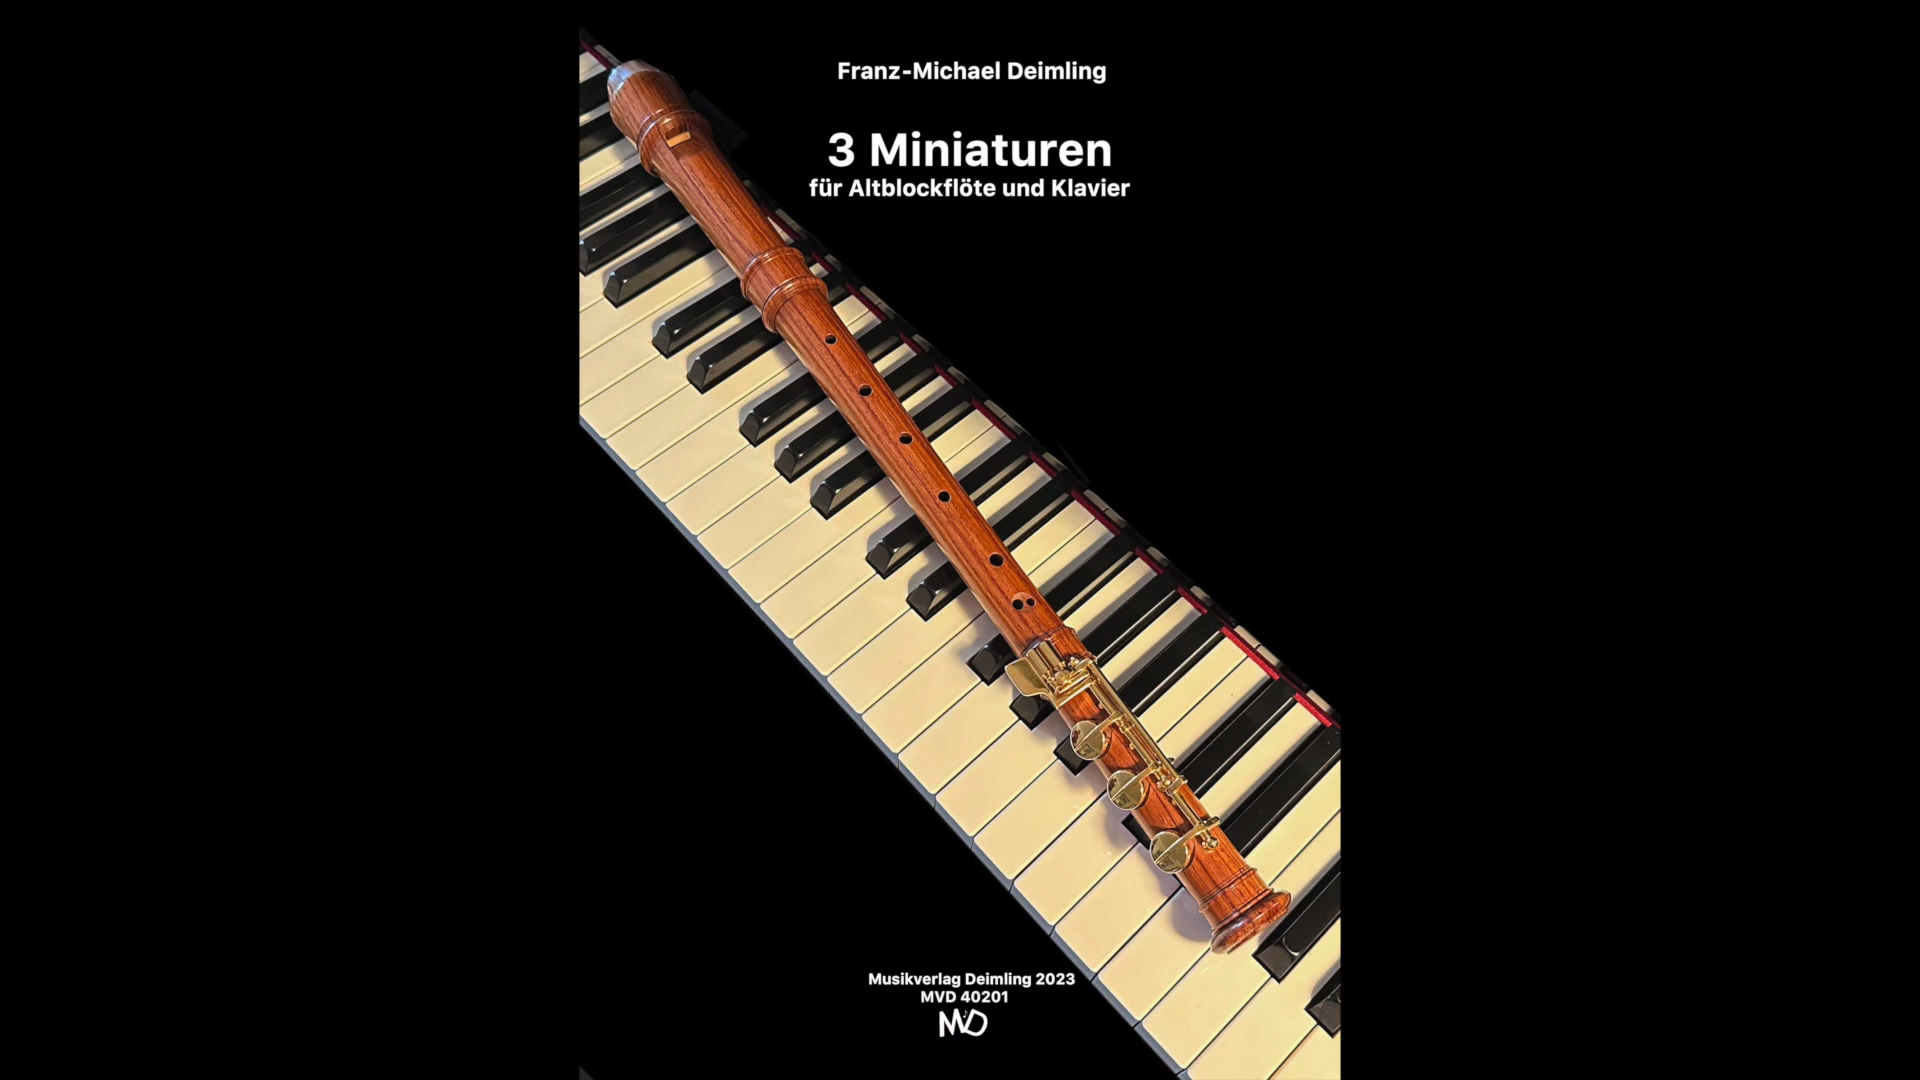 Franz-Michael Deimling
3 Miniaturen
für Altblockflöte und Klavier
Musikverlag Deimling 2023
MVD 40201
MVD